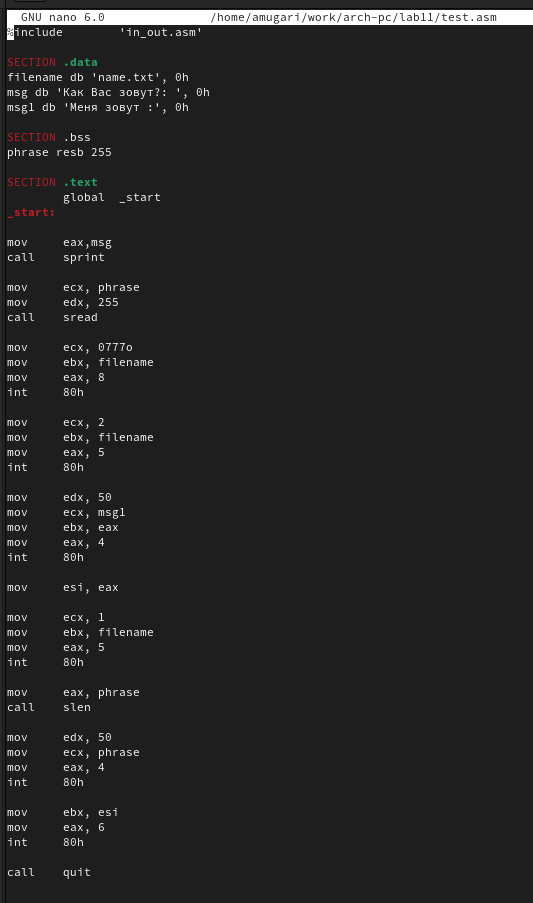 GNU nano 6.0 /home/amugari/work/arch-pc/lab11/test.asm
%include 'in_out.asm'
SECTION .data
filename db 'name.txt', 0h
msg db 'Как Вас зовут?: ', 0h
msg1 db 'Меня зовут :', 0h
SECTION .bss
phrase resb 255
SECTION .text
global _start
_start:
mov eax,msg
call sprint
mov ecx, phrase
mov edx, 255
call sread
mov ecx, 0777o
mov ebx, filename
mov eax, 8
int 80h
mov ecx, 2
mov ebx, filename
mov eax, 5
int 80h
mov edx, 50
mov ecx, msg1
mov ebx, eax
mov eax, 4
int 80h
mov esi, eax
mov ecx, 1
mov ebx, filename
mov eax, 5
int 80h
mov eax, phrase
call slen
mov edx, 50
mov ecx, phrase
mov eax, 4
int 80h
mov ebx, esi
mov eax, 6
int 80h
call quit